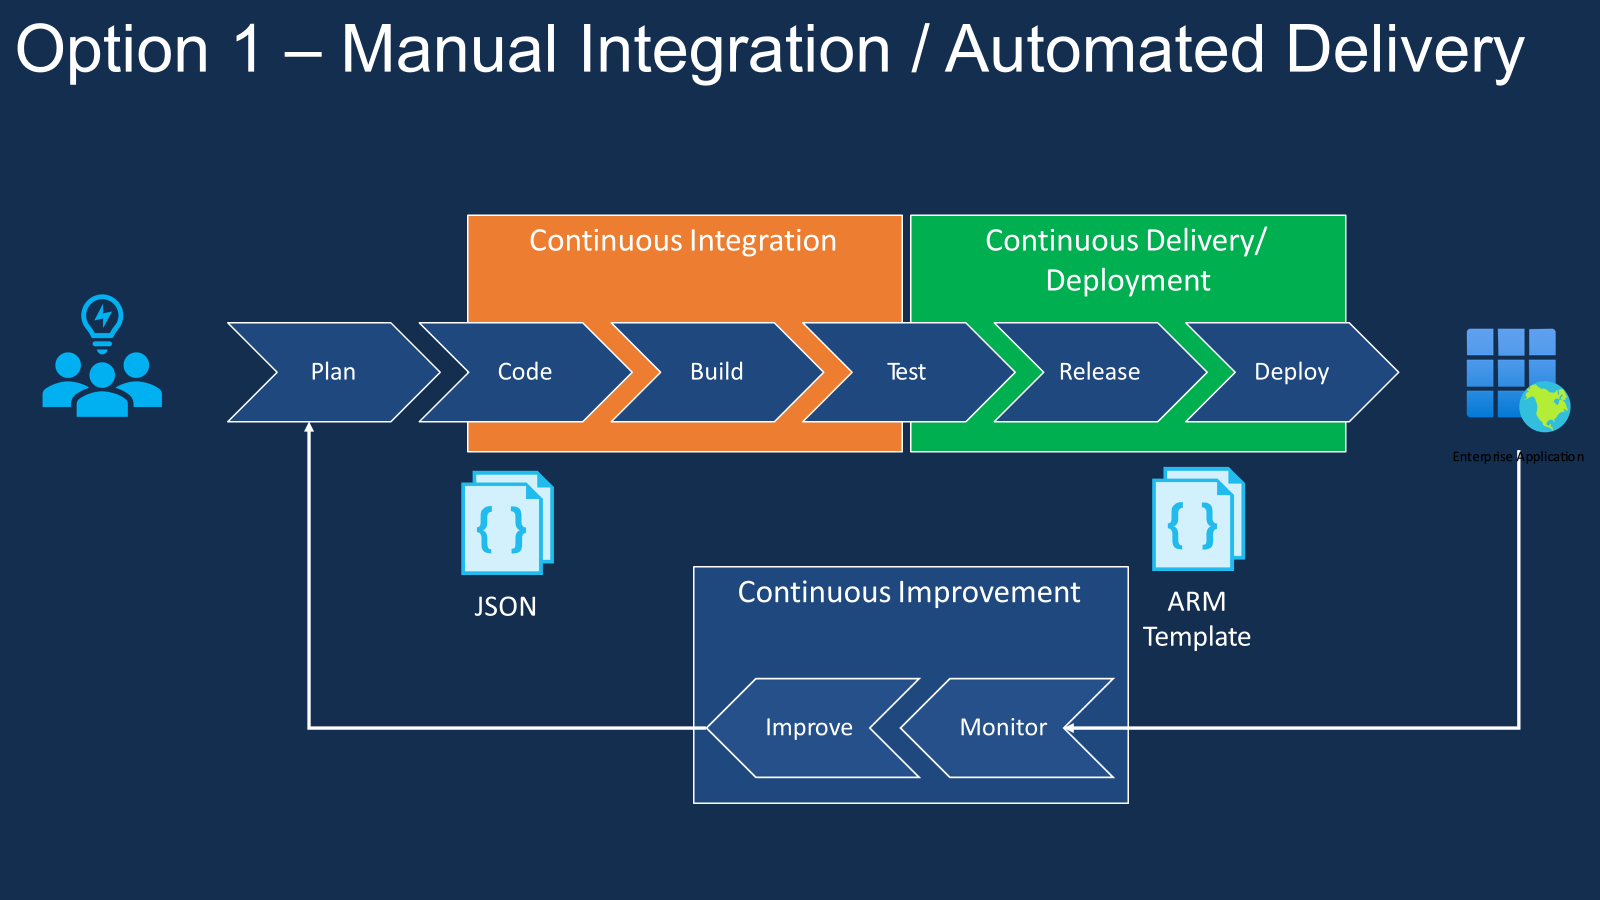 Option 1 – Manual Integration / Automated Delivery
Continuous Integration
Continuous Delivery/
Deployment
Plan
Code
Build
Test
Release
Deploy
Enterprise Application
{ }
JSON
{ }
ARM
Template
Continuous Improvement
Improve
Monitor